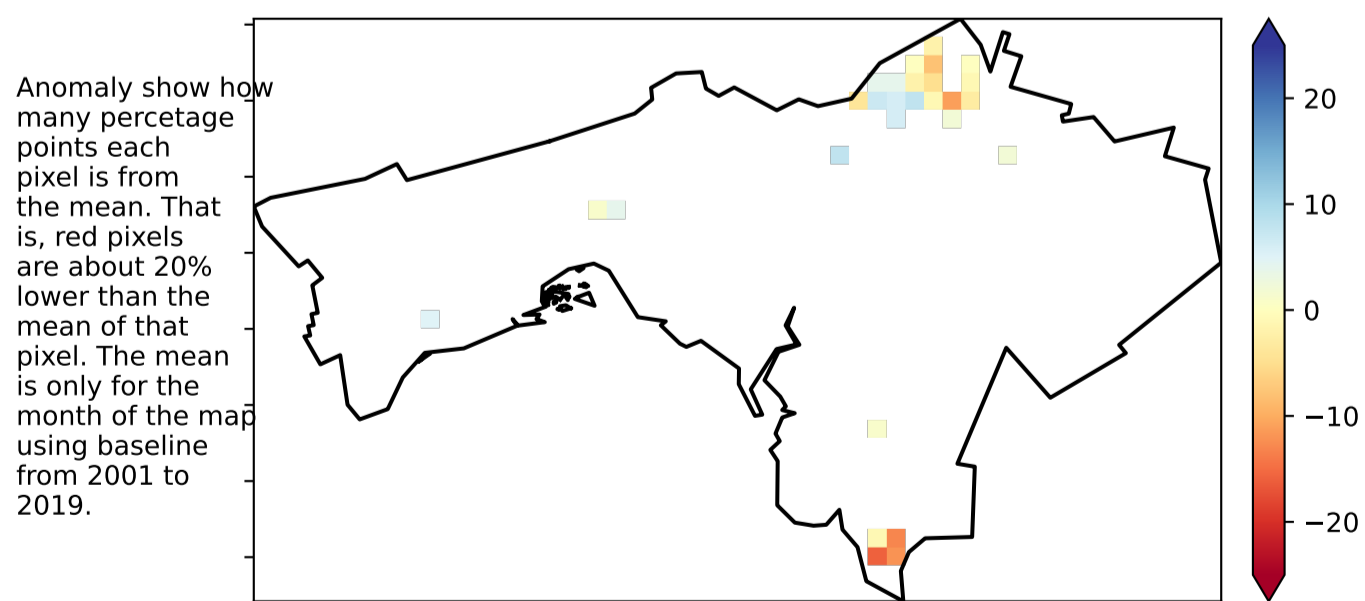 Anomaly show how
many percetage
points each
pixel is from
the mean. That
is, red pixels
are about 20%
lower than the
mean of that
pixel. The mean
is only for the
month of the map
using baseline
from 2001 to
2019.
20
10
0
−10
−20